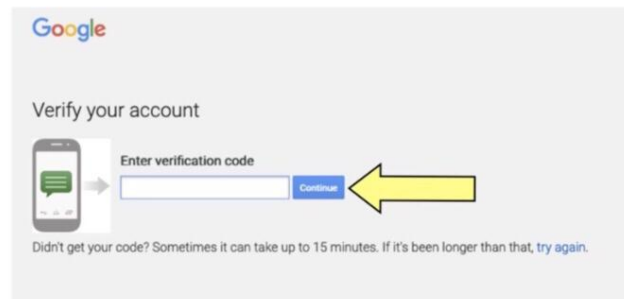 Google
Verify your account
Enter verification code
Continue
Didn't get your code? Sometimes it can take up to 15 minutes. If it's been longer than that, try again.